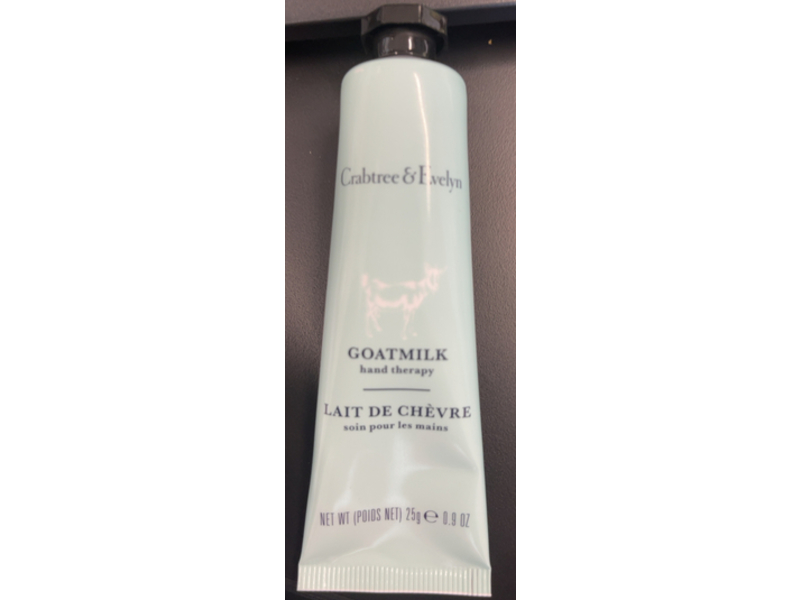 Crabtree & Evelyn
GOATMILK
hand therapy
LAIT DE CHÈVRE
soin pour les mains
NET WT (POIDS NET) 25g ℮ 0.9 OZ